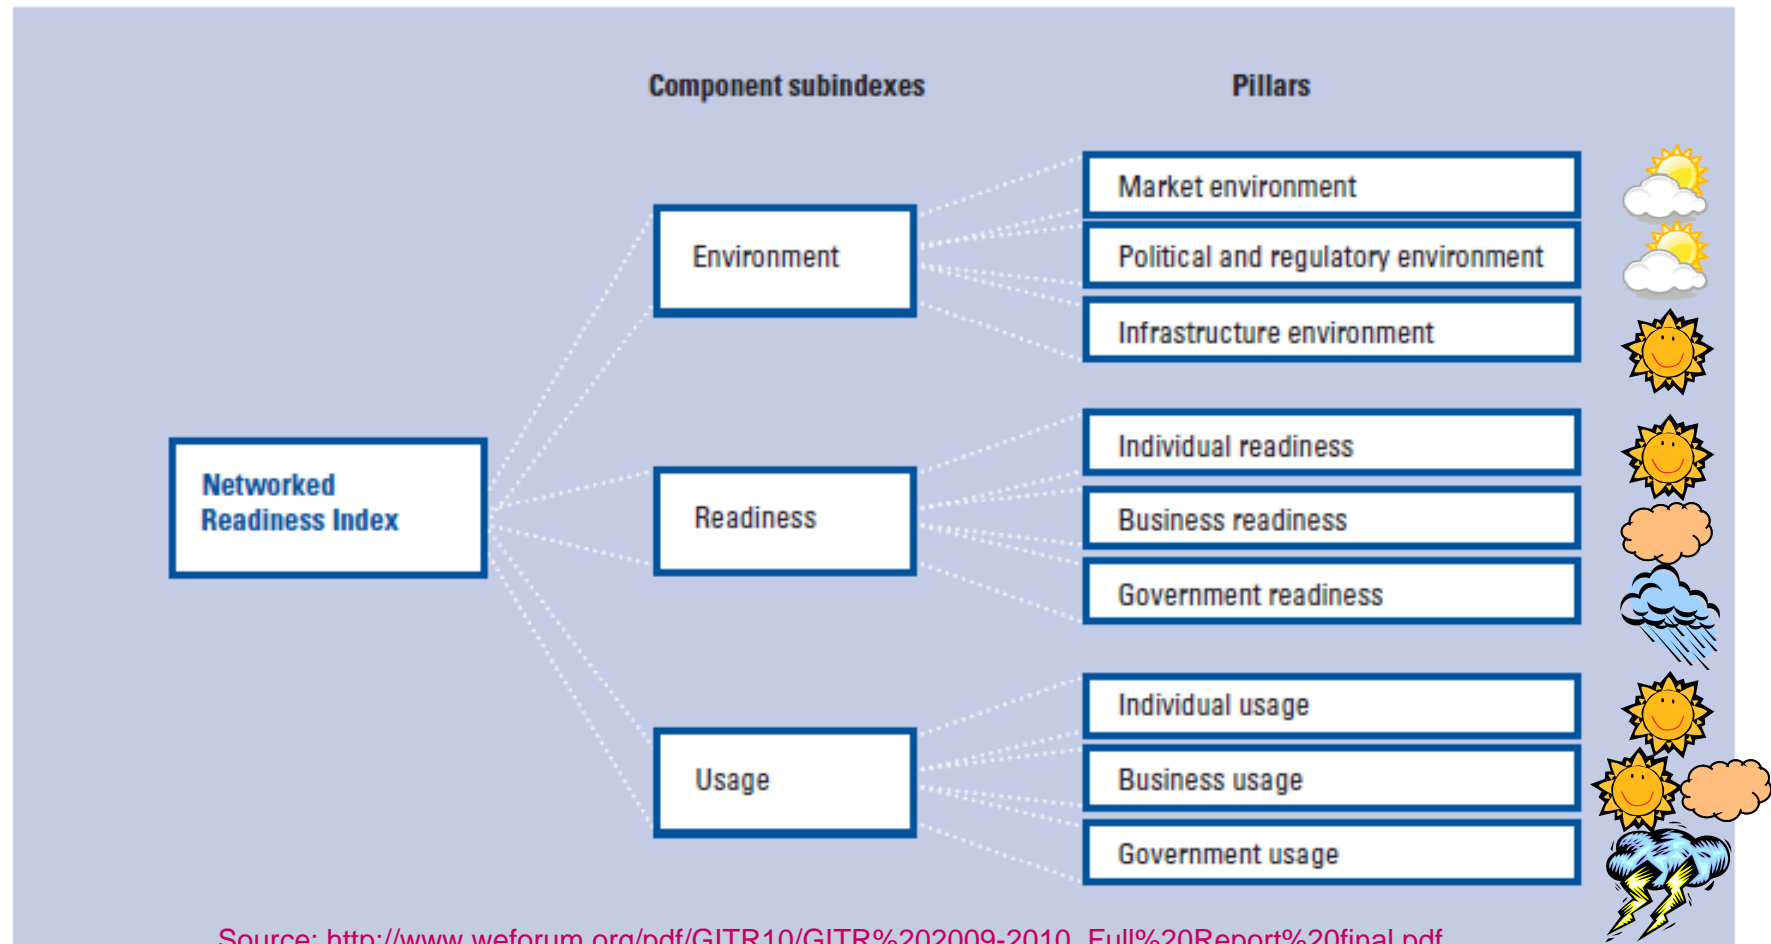 Component subindexes
Pillars
Market environment
Environment
Political and regulatory environment
Infrastructure environment
Networked
Readiness Index
Individual readiness
Readiness
Business readiness
Government readiness
Individual usage
Usage
Business usage
Government usage
Source: http://www.weforum.org/pdf/GITR10/GITR%202009-2010_Full%20Report%20final.pdf